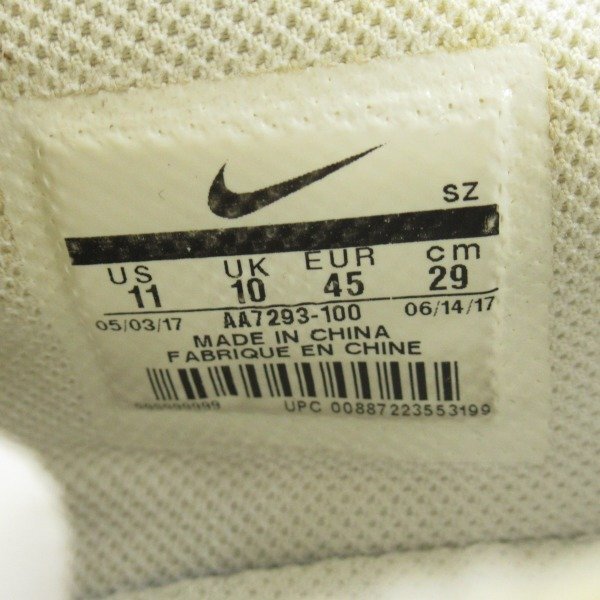 SZ
US UK EUR cm
11 10 45 29
05/03/17 AA7293-100 06/14/17
MADE IN CHINA
FABRIQUE EN CHINE
UPC 00887223553199